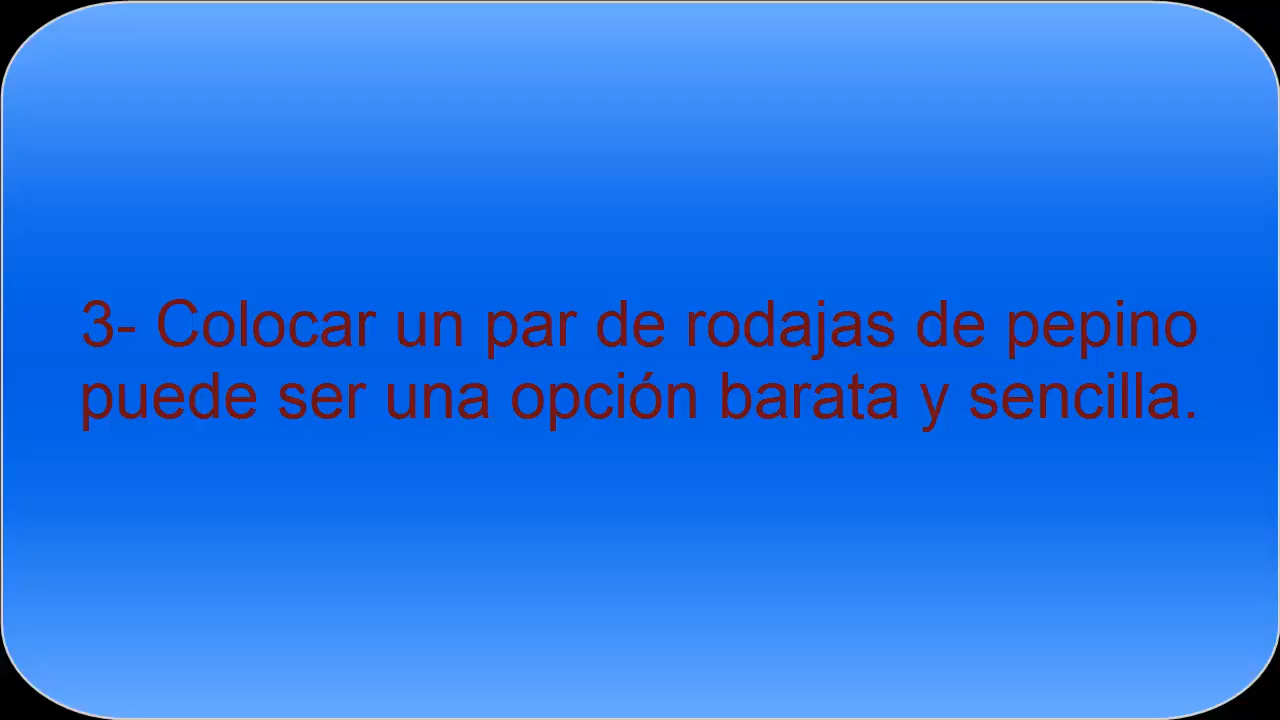 3- Colocar un par de rodajas de pepino
puede ser una opción barata y sencilla.